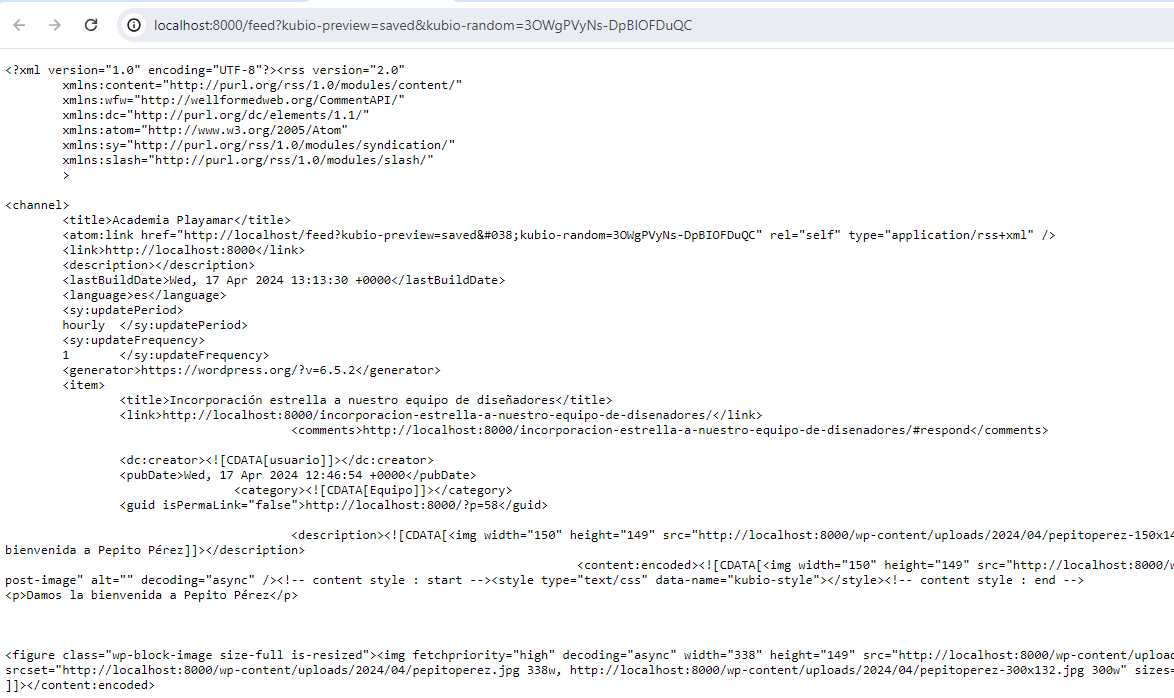 localhost:8000/feed?kubio-preview=saved&kubio-random=3OWgPVyNs-DpBIOFDuQC
<?xml version="1.0" encoding="UTF-8"?><rss version="2.0"
xmlns:content="http://purl.org/rss/1.0/modules/content/"
xmlns:wfw="http://wellformedweb.org/CommentAPI/"
xmlns:dc="http://purl.org/dc/elements/1.1/"
xmlns:atom="http://www.w3.org/2005/Atom"
xmlns:sy="http://purl.org/rss/1.0/modules/syndication/"
xmlns:slash="http://purl.org/rss/1.0/modules/slash/"
>
<channel>
<title>Academia Playamar</title>
<atom:link href="http://localhost/feed?kubio-preview=saved&#038;kubio-random=3OWgPVyNs-DpBIOFDuQC" rel="self" type="application/rss+xml" />
<link>http://localhost:8000</link>
<description></description>
<lastBuildDate>Wed, 17 Apr 2024 13:13:30 +0000</lastBuildDate>
<language>es</language>
<sy:updatePeriod>
hourly </sy:updatePeriod>
<sy:updateFrequency>
1 </sy:updateFrequency>
<generator>https://wordpress.org/?v=6.5.2</generator>
<item>
<title>Incorporación estrella a nuestro equipo de diseñadores</title>
<link>http://localhost:8000/incorporacion-estrella-a-nuestro-equipo-de-disenadores/</link>
<comments>http://localhost:8000/incorporacion-estrella-a-nuestro-equipo-de-disenadores/#respond</comments>
<dc:creator><![CDATA[usuario]]></dc:creator>
<pubDate>Wed, 17 Apr 2024 12:46:54 +0000</pubDate>
<category><![CDATA[Equipo]]></category>
<guid isPermaLink="false">http://localhost:8000/?p=58</guid>
<description><![CDATA[<img width="150" height="149" src="http://localhost:8000/wp-content/uploads/2024/04/pepitoperez-150x14
bienvenida a Pepito Pérez]]></description>
<content:encoded><![CDATA[<img width="150" height="149" src="http://localhost:8000/w
post-image" alt="" decoding="async" /><!-- content style : start --><style type="text/css" data-name="kubio-style"></style><!-- content style : end -->
<p>Damos la bienvenida a Pepito Pérez</p>
<figure class="wp-block-image size-full is-resized"><img fetchpriority="high" decoding="async" width="338" height="149" src="http://localhost:8000/wp-content/uploa
srcset="http://localhost:8000/wp-content/uploads/2024/04/pepitoperez.jpg 338w, http://localhost:8000/wp-content/uploads/2024/04/pepitoperez-300x132.jpg 300w" sizes=
]]></content:encoded>